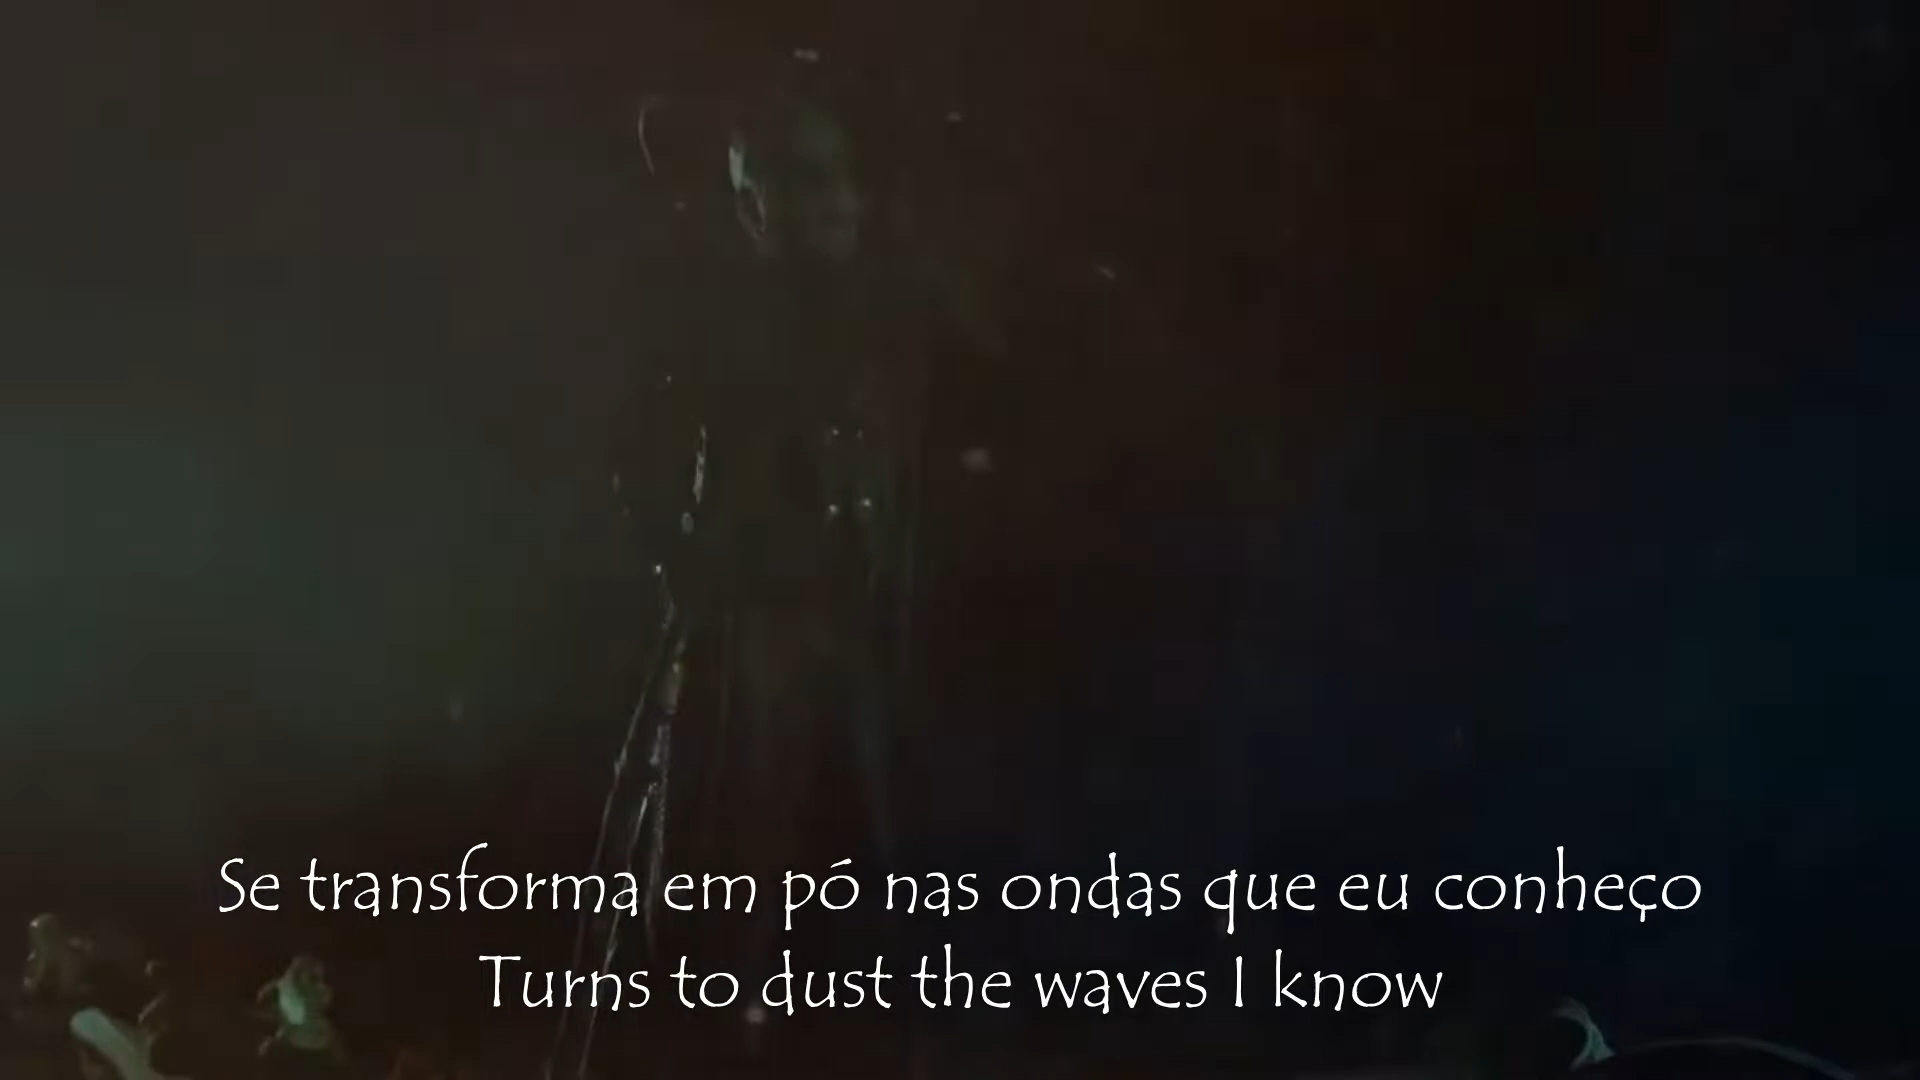 Se transforma em pó nas ondas que eu conheço
Turns to dust the waves I know